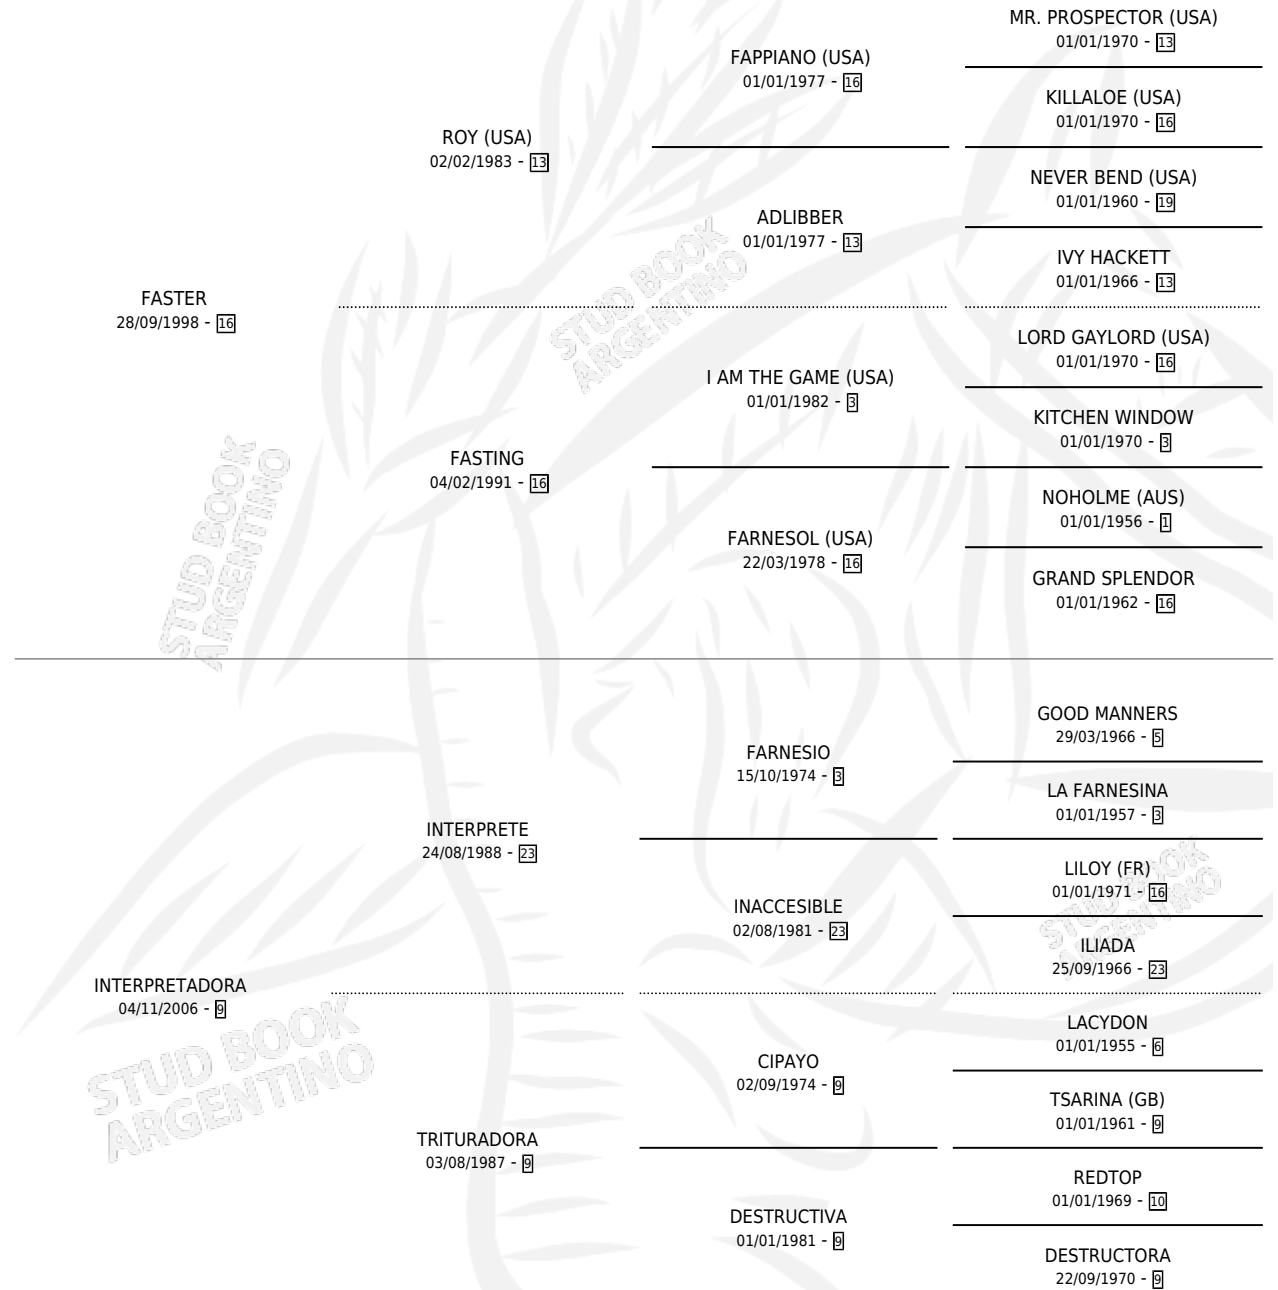 MR. PROSPECTOR (USA)
01/01/1970 - 13
FAPPIANO (USA)
01/01/1977 - 16
KILLALOE (USA)
01/01/1970 - 16
ROY (USA)
02/02/1983 - 13
NEVER BEND (USA)
01/01/1960 - 19
ADLIBBER
01/01/1977 - 13
IVY HACKETT
01/01/1966 - 13
FASTER
28/09/1998 - 16
LORD GAYLORD (USA)
01/01/1970 - 16
I AM THE GAME (USA)
01/01/1982 - 3
KITCHEN WINDOW
01/01/1970 - 3
FASTING
04/02/1991 - 16
NOHOLME (AUS)
01/01/1956 - 1
FARNESOL (USA)
22/03/1978 - 16
GRAND SPLENDOR
01/01/1962 - 16
STUD BOOK
ARGENTINO
STUD BOOK
ARGENTINO
GOOD MANNERS
29/03/1966 - 5
FARNESIO
15/10/1974 - 3
LA FARNESINA
01/01/1957 - 3
INTERPRETE
24/08/1988 - 23
LILOY (FR)
01/01/1971 - 16
INACCESIBLE
02/08/1981 - 23
ILIADA
25/09/1966 - 23
STUD BOOK
ARGENTINO
INTERPRETADORA
04/11/2006 - 9
LACYDON
01/01/1955 - 6
CIPAYO
02/09/1974 - 9
TSARINA (GB)
01/01/1961 - 9
TRITURADORA
03/08/1987 - 9
REDTOP
01/01/1969 - 10
DESTRUCTIVA
01/01/1981 - 9
DESTRUCTORA
22/09/1970 - 9
STUD BOOK
ARGENTINO